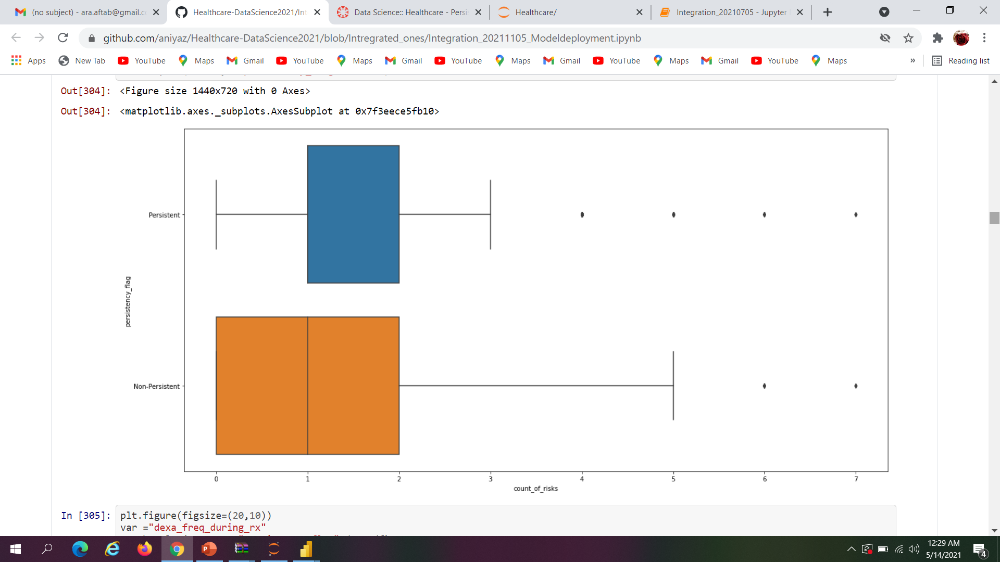 (no subject) - ara.aftab@gmail.c
Healthcare-DataScience2021/Int
Data Science:: Healthcare - Persi
Healthcare/
Integration_20210705 - Jupyter
github.com/aniyaz/Healthcare-DataScience2021/blob/Intregrated_ones/Integration_20211105_Modeldeployment.ipynb
Apps New Tab YouTube Maps Gmail YouTube Maps Gmail YouTube Maps Gmail YouTube Maps Gmail YouTube Maps » Reading list
Out[304]: <Figure size 1440x720 with 0 Axes>
Out[304]: <matplotlib.axes._subplots.AxesSubplot at 0x7f3eece5fb10>
Persistent
persistency_flag
Non-Persistent
0 1 2 3 4 5 6 7
count_of_risks
In [305]: plt.figure(figsize=(20,10))
var ="dexa_freq_during_rx"
12:29 AM
5/14/2021
4